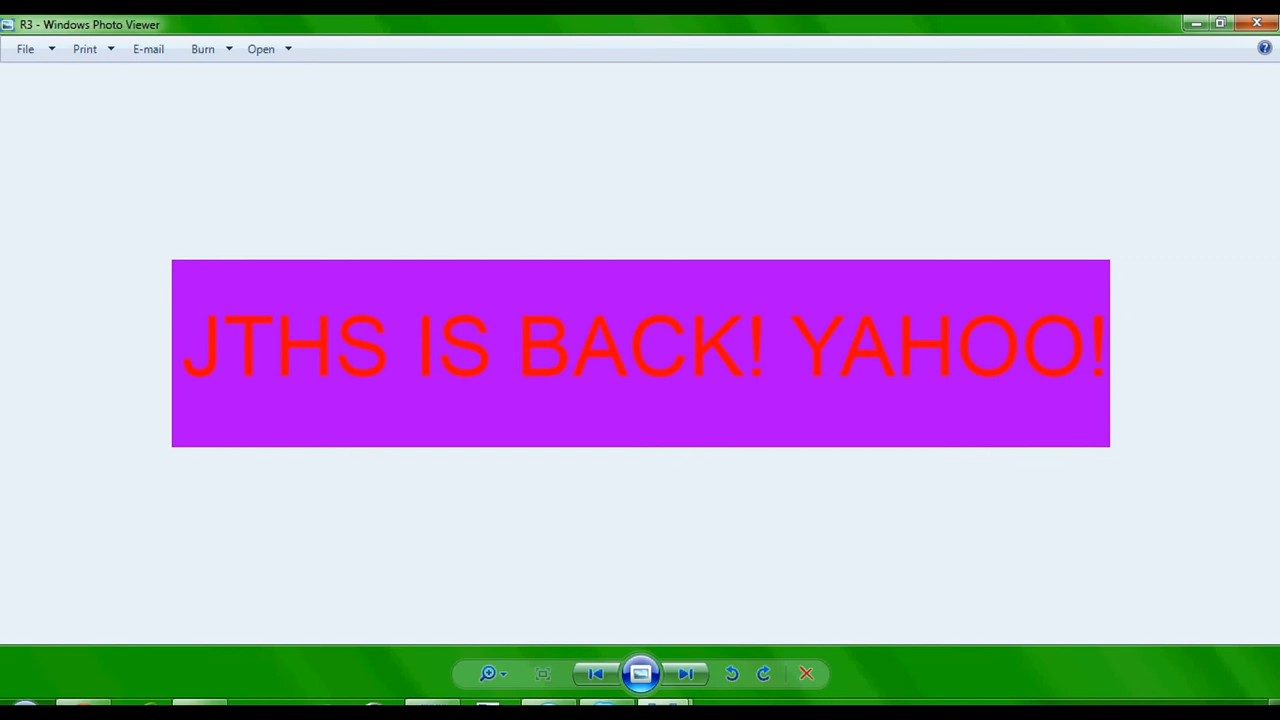 R3 - Windows Photo Viewer
File Print E-mail Burn Open
JTHS IS BACK! YAHOO!